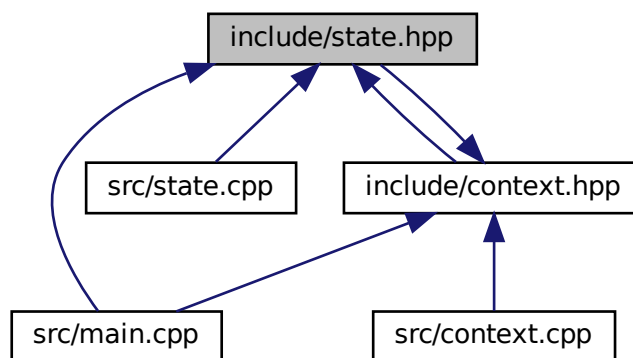 include/state.hpp
src/state.cpp
include/context.hpp
src/main.cpp
src/context.cpp